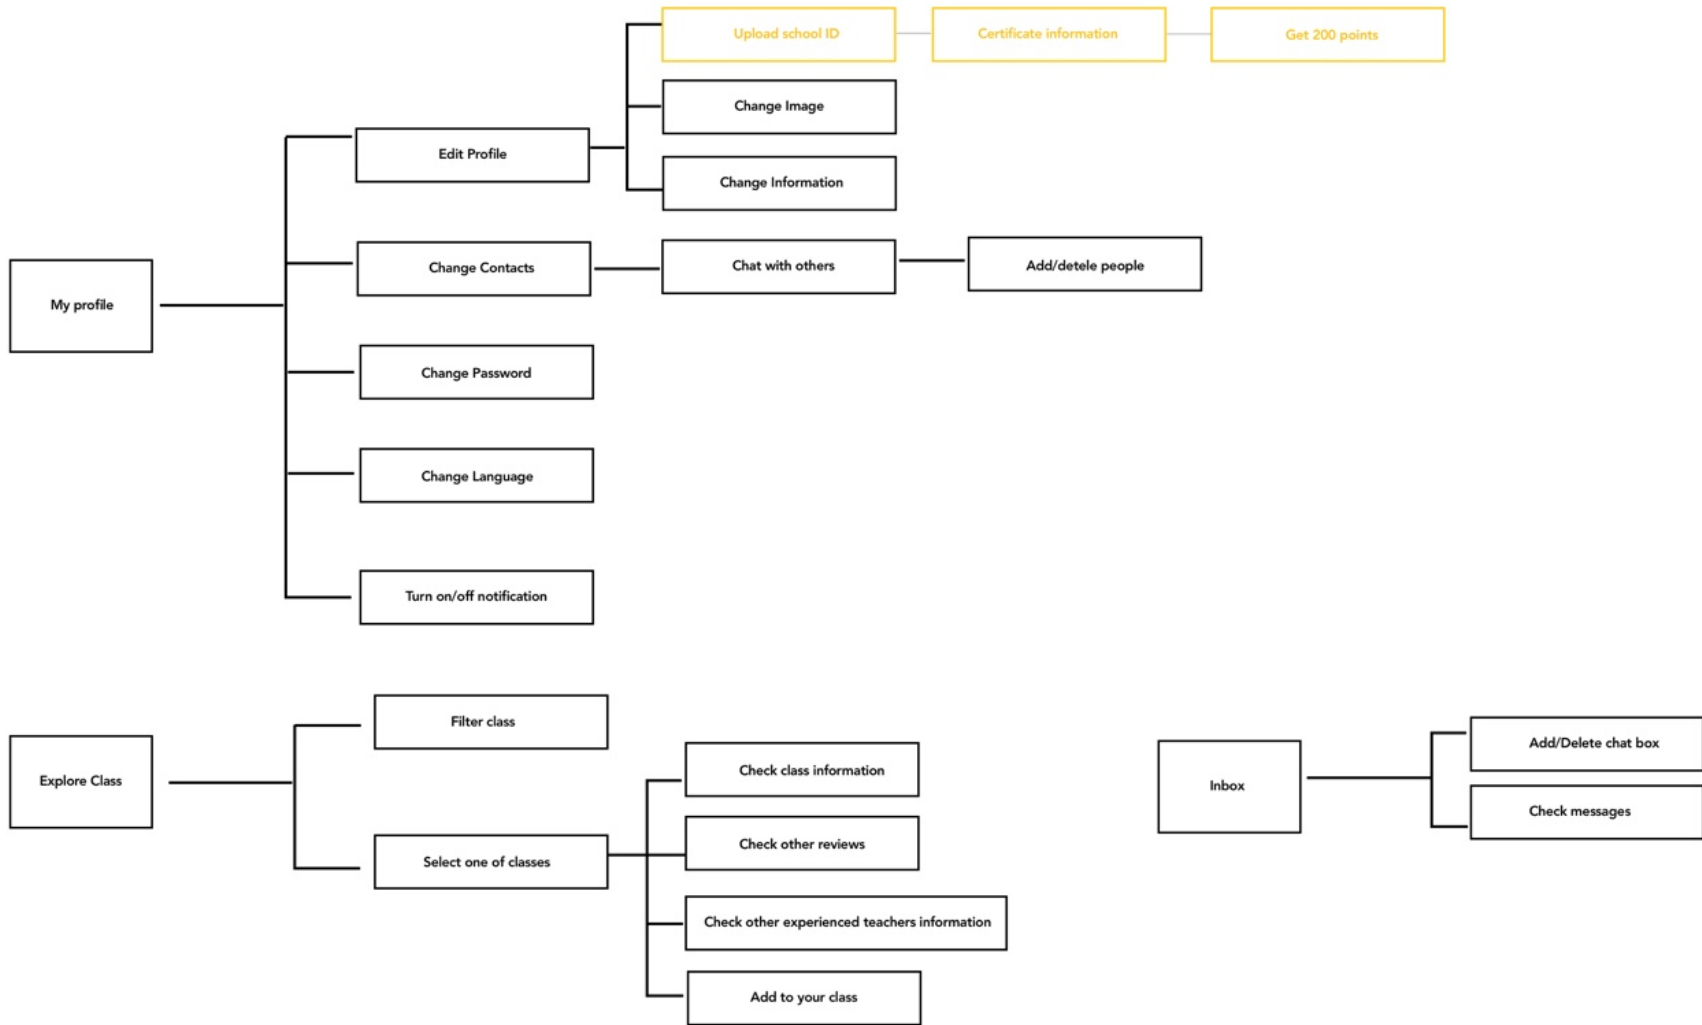 Upload school ID
Certificate information
Get 200 points
Change Image
Edit Profile
Change Information
Change Contacts
Chat with others
Add/detele people
My profile
Change Password
Change Language
Turn on/off notification
Filter class
Explore Class
Check class information
Check other reviews
Select one of classes
Check other experienced teachers information
Add to your class
Inbox
Add/Delete chat box
Check messages